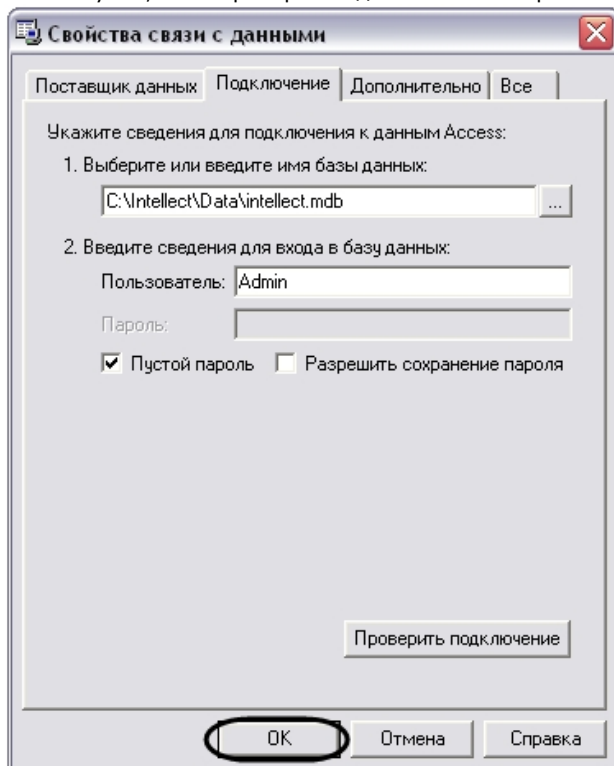 Свойства связи с данными
Поставщик данных Подключение Дополнительно Все
Укажите сведения для подключения к данным Access:
1. Выберите или введите имя базы данных:
C:\Intellect\Data\intellect.mdb ...
2. Введите сведения для входа в базу данных:
Пользователь: Admin
Пароль:
Пустой пароль Разрешить сохранение пароля
Проверить подключение
OK Отмена Справка